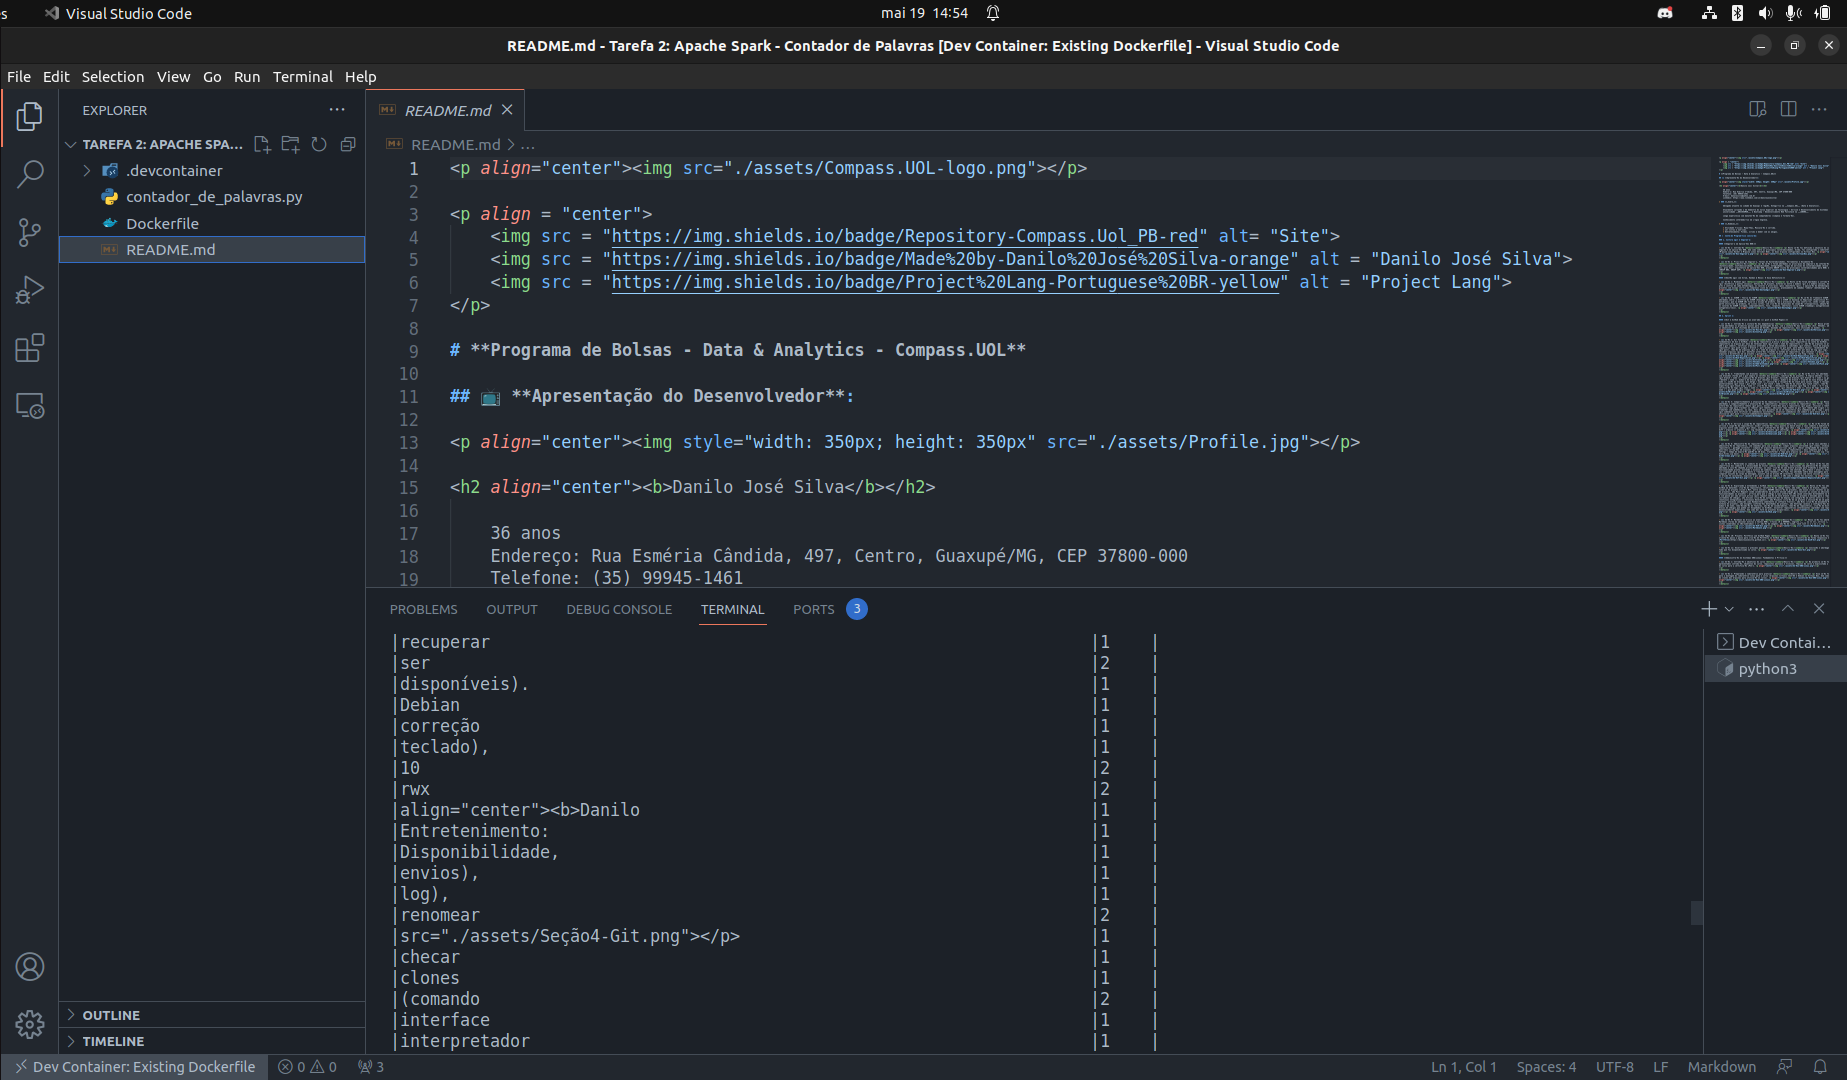 s
Visual Studio Code
mai 19 14:54
README.md - Tarefa 2: Apache Spark - Contador de Palavras [Dev Container: Existing Dockerfile] - Visual Studio Code
File Edit Selection View Go Run Terminal Help
EXPLORER
TAREFA 2: APACHE SPA...
.devcontainer
contador_de_palavras.py
Dockerfile
README.md
OUTLINE
TIMELINE
README.md
README.md > ...
1 <p align="center"><img src="./assets/Compass.UOL-logo.png"></p>
2
3 <p align = "center">
4 <img src = "https://img.shields.io/badge/Repository-Compass.Uol_PB-red" alt= "Site">
5 <img src = "https://img.shields.io/badge/Made%20by-Danilo%20José%20Silva-orange" alt = "Danilo José Silva">
6 <img src = "https://img.shields.io/badge/Project%20Lang-Portuguese%20BR-yellow" alt = "Project Lang">
7 </p>
8
9 # **Programa de Bolsas - Data & Analytics - Compass.UOL**
10
11 ## 📺 **Apresentação do Desenvolvedor**:
12
13 <p align="center"><img style="width: 350px; height: 350px" src="./assets/Profile.jpg"></p>
14
15 <h2 align="center"><b>Danilo José Silva</b></h2>
16
17 36 anos
18 Endereço: Rua Esméria Cândida, 497, Centro, Guaxupé/MG, CEP 37800-000
19 Telefone: (35) 99945-1461
PROBLEMS OUTPUT DEBUG CONSOLE TERMINAL PORTS 3
|recuperar |1 |
|ser |2 |
|disponíveis). |1 |
|Debian |1 |
|correção |1 |
|teclado), |1 |
|10 |2 |
|rwx |2 |
|align="center"><b>Danilo |1 |
|Entretenimento: |1 |
|Disponibilidade, |1 |
|envios), |1 |
|log), |1 |
|renomear |2 |
|src="./assets/Seção4-Git.png"></p> |1 |
|checar |1 |
|clones |1 |
|(comando |2 |
|interface |1 |
|interpretador |1 |
Dev Contai...
python3
Dev Container: Existing Dockerfile 0 0 3
Ln 1, Col 1 Spaces: 4 UTF-8 LF Markdown